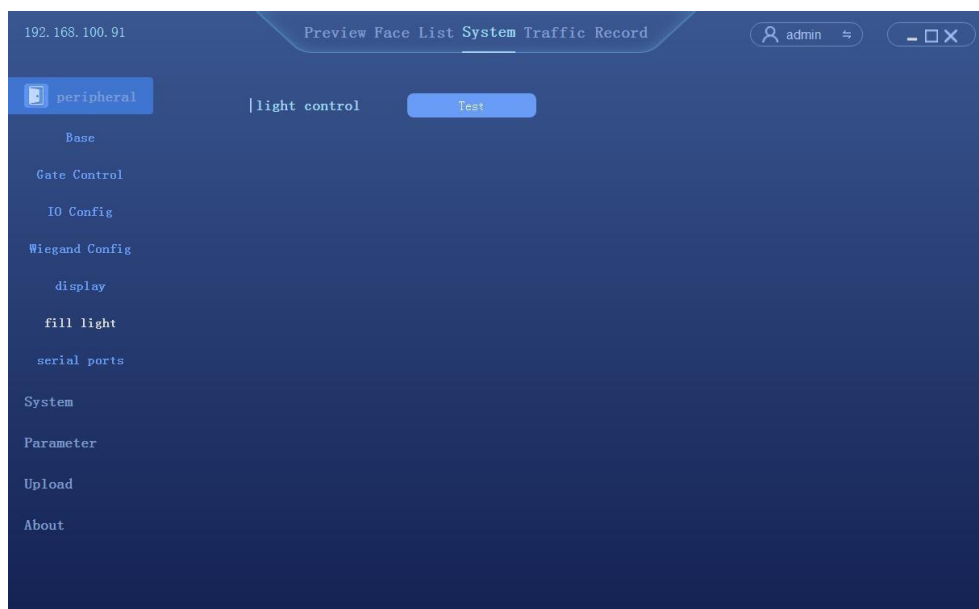 192.168.100.91 Preview Face List System Traffic Record admin
peripheral
light control Test
Base
Gate Control
IO Config
Wiegand Config
display
fill light
serial ports
System
Parameter
Upload
About